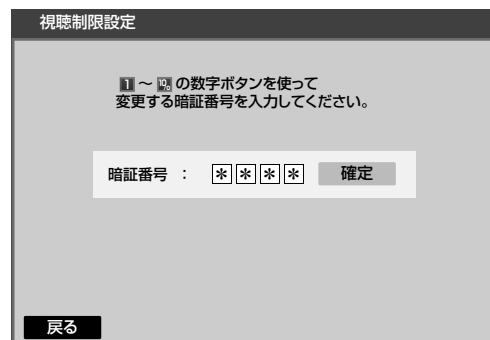 視聴制限設定
1 ～ 10 の数字ボタンを使って
変更する暗証番号を入力してください。
暗証番号 ： ＊＊＊＊ 確定
戻る